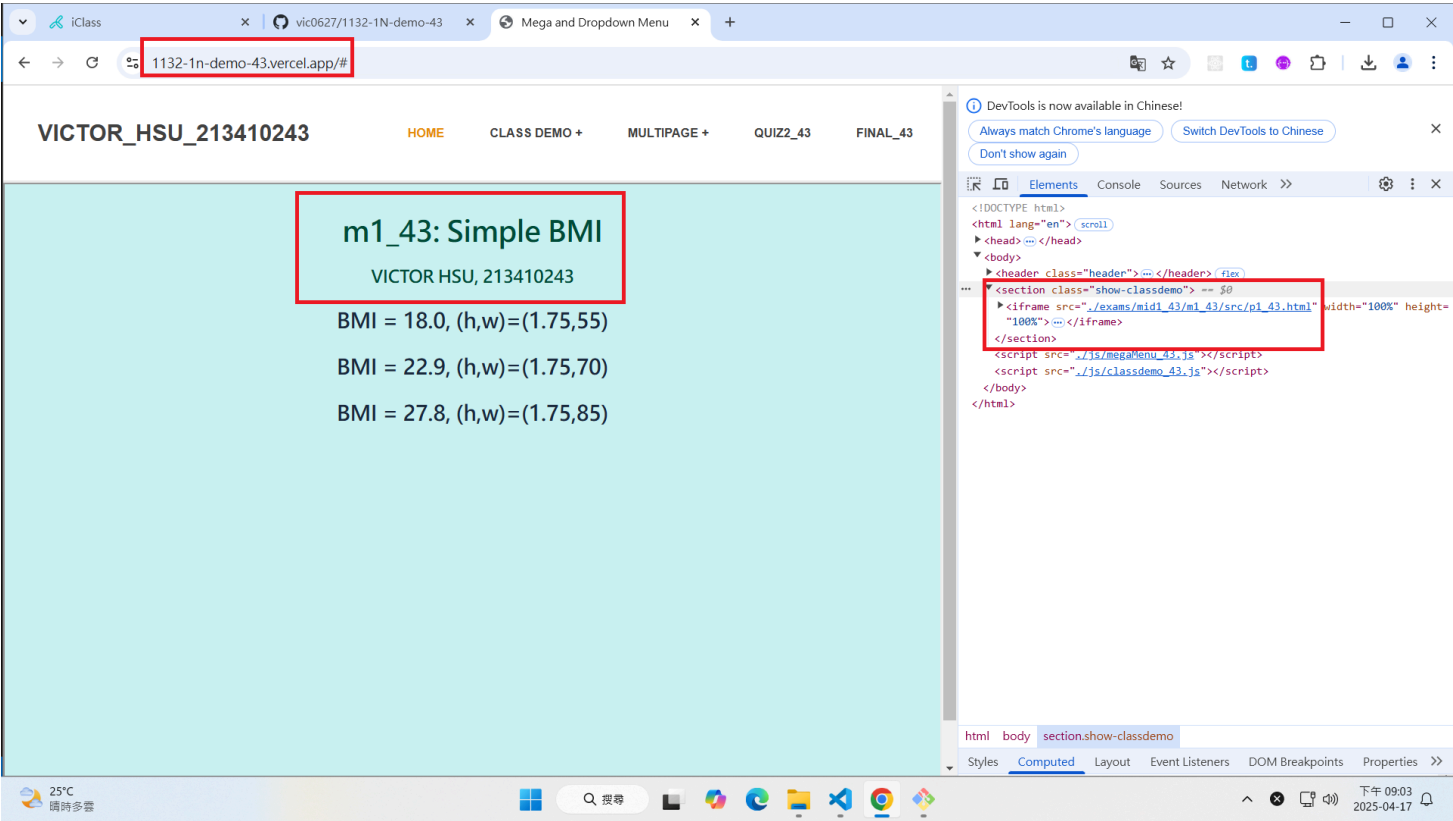 iClass
vic0627/1132-1N-demo-43
Mega and Dropdown Menu
1132-1n-demo-43.vercel.app/#
VICTOR_HSU_213410243
HOME
CLASS DEMO +
MULTIPAGE +
QUIZ2_43
FINAL_43
m1_43: Simple BMI
VICTOR HSU, 213410243
BMI = 18.0, (h,w)=(1.75,55)
BMI = 22.9, (h,w)=(1.75,70)
BMI = 27.8, (h,w)=(1.75,85)
DevTools is now available in Chinese!
Always match Chrome's language
Switch DevTools to Chinese
Don't show again
Elements
Console
Sources
Network
<!DOCTYPE html>
<html lang="en"> scroll
<head> … </head>
<body>
<header class="header"> … </header> flex
<section class="show-classdemo"> == $0
<iframe src="./exams/mid1_43/m1_43/src/p1_43.html" width="100%" height=
"100%"> … </iframe>
</section>
<script src="./js/megaMenu_43.js"></script>
<script src="./js/classdemo_43.js"></script>
</body>
</html>
html body section.show-classdemo
Styles
Computed
Layout
Event Listeners
DOM Breakpoints
Properties
25°C
晴時多雲
搜尋
下午 09:03
2025-04-17